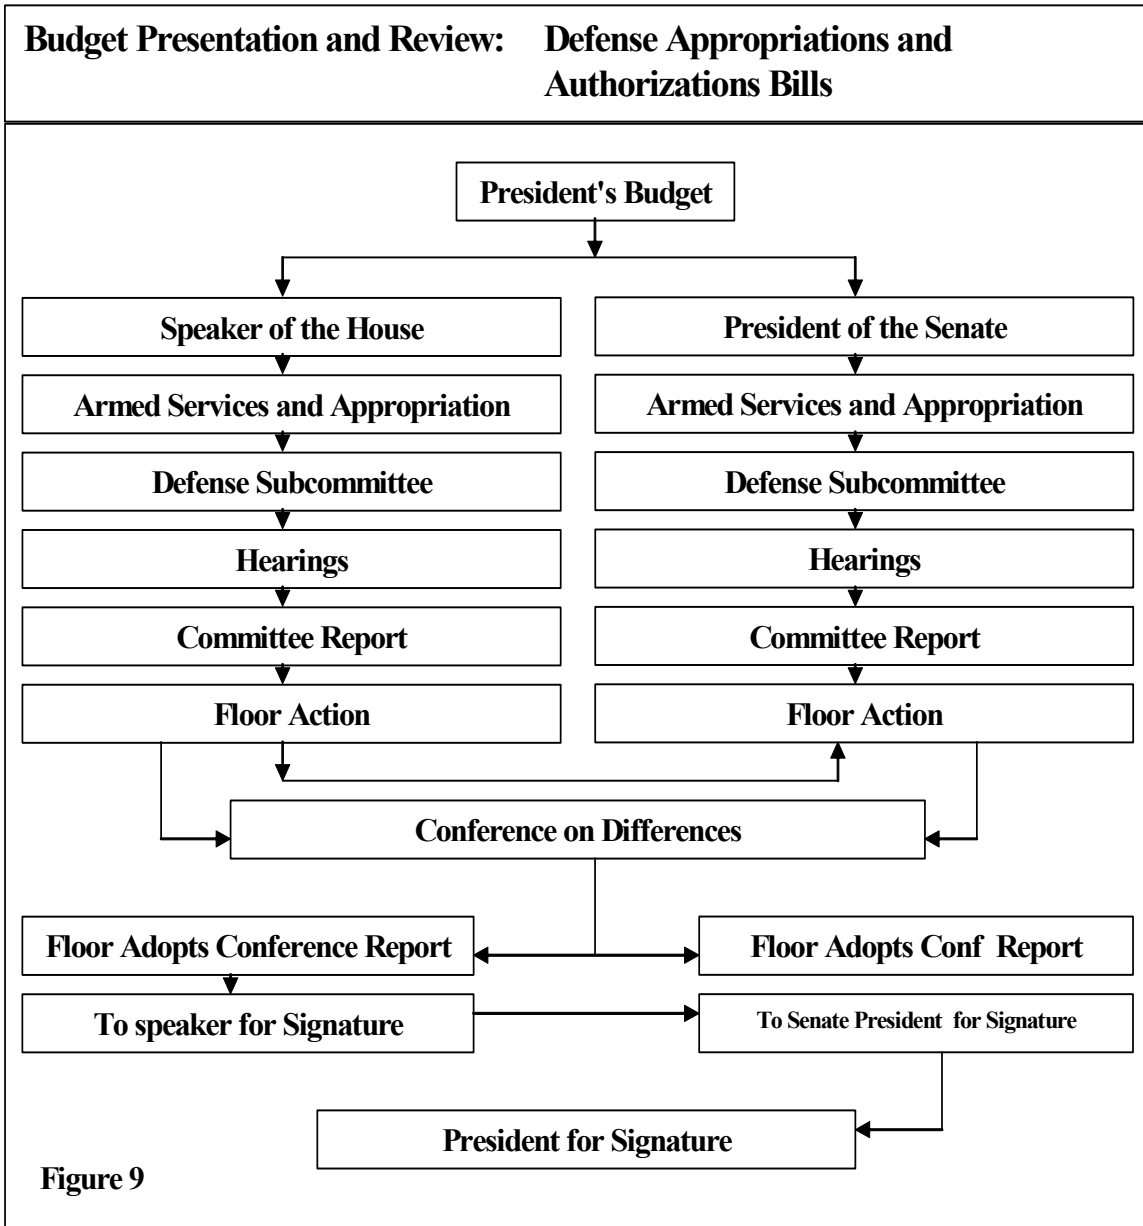 Budget Presentation and Review: Defense Appropriations and
Authorizations Bills
President's Budget
Speaker of the House
President of the Senate
Armed Services and Appropriation
Armed Services and Appropriation
Defense Subcommittee
Defense Subcommittee
Hearings
Hearings
Committee Report
Committee Report
Floor Action
Floor Action
Conference on Differences
Floor Adopts Conference Report
Floor Adopts Conf Report
To speaker for Signature
To Senate President for Signature
President for Signature
Figure 9